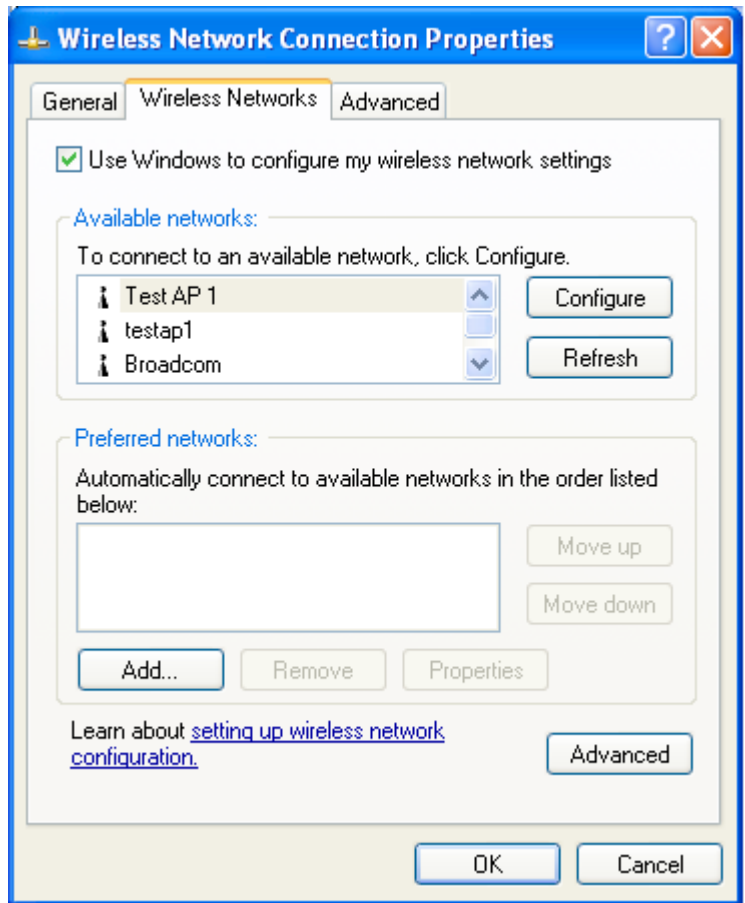 Wireless Network Connection Properties
General Wireless Networks Advanced
Use Windows to configure my wireless network settings
Available networks:
To connect to an available network, click Configure.
Test AP 1
Configure
testap1
Broadcom
Refresh
Preferred networks:
Automatically connect to available networks in the order listed
below:
Move up
Move down
Add... Remove Properties
Learn about setting up wireless network
configuration.
Advanced
OK Cancel